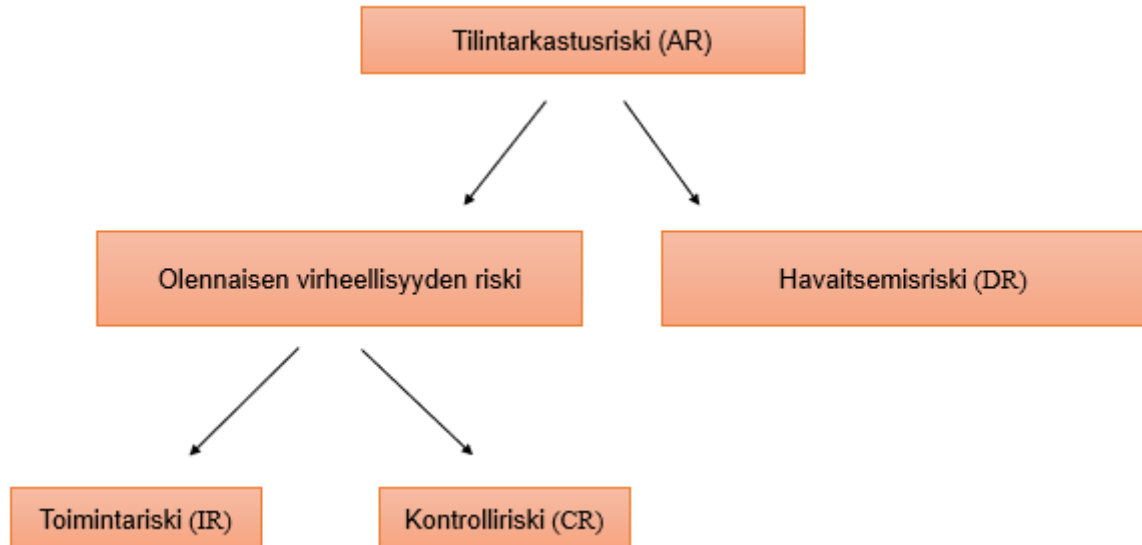 Tilintarkastusriski (AR)
Olennaisen virheellisyyden riski
Havaitsemisriski (DR)
Toimintariski (IR)
Kontrolliriski (CR)